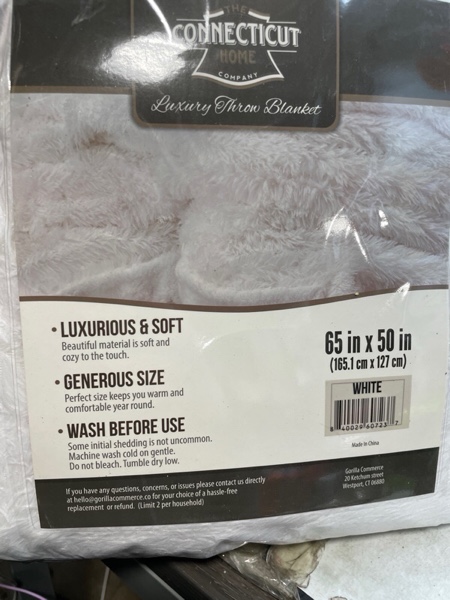 THE
CONNECTICUT
HOME
COMPANY
Luxury Throw Blanket
• LUXURIOUS & SOFT
Beautiful material is soft and
cozy to the touch.
• GENEROUS SIZE
Perfect size keeps you warm and
comfortable year round.
• WASH BEFORE USE
Some initial shedding is not uncommon.
Machine wash cold on gentle.
Do not bleach. Tumble dry low.
65 in x 50 in
(165.1 cm x 127 cm)
WHITE
8 40029 60723 7
Made in China
If you have any questions, concerns, or issues please contact us directly
at hello@gorillacommerce.co for your choice of a hassle-free
replacement or refund. (Limit 2 per household)
Gorilla Commerce
20 Ketchum street
Westport, CT 06880